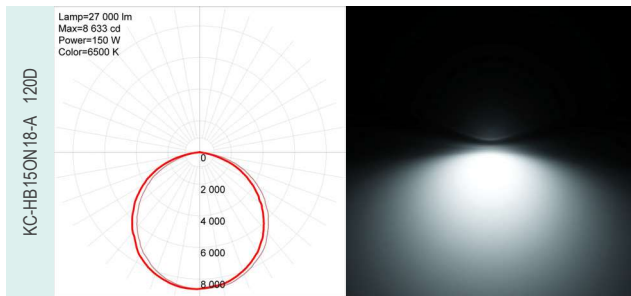 KC-HB15ON18-A 120D
Lamp=27 000 lm
Max=8 633 cd
Power=150 W
Color=6500 K
0
2 000
4 000
6 000
8 000